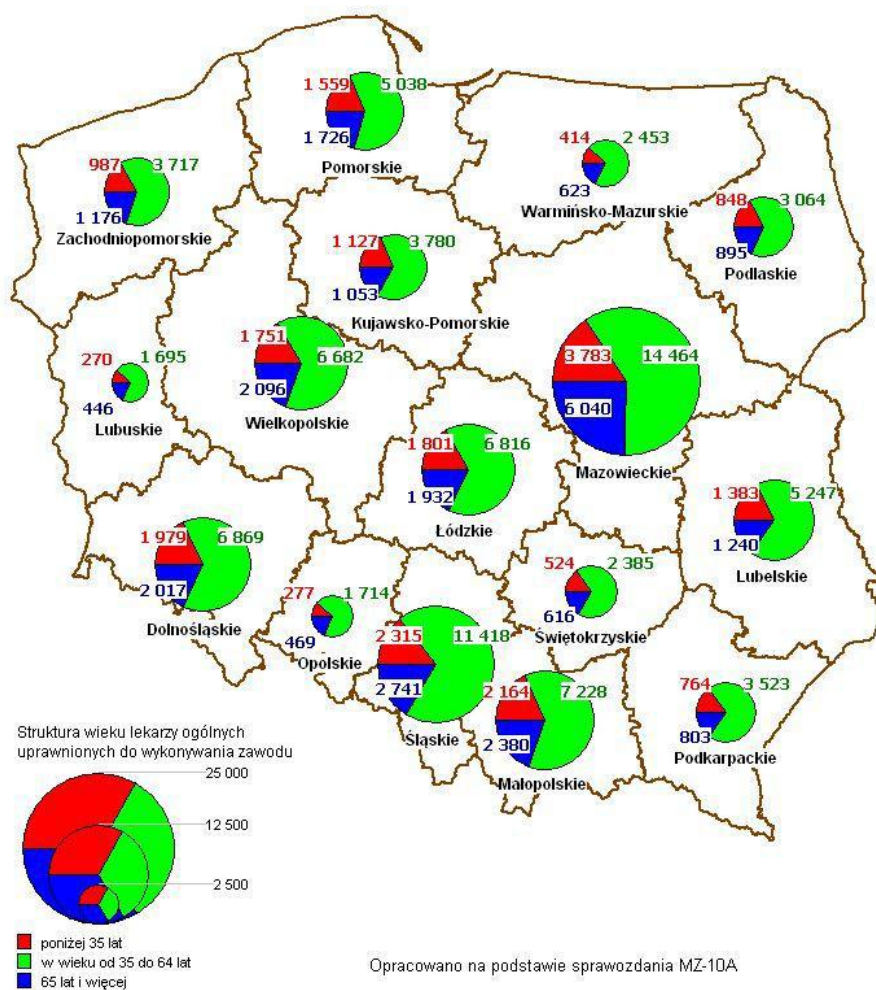 1 559 5 038
1 726
Pomorskie
414 2 453
623
Warmińsko-Mazurskie
987 3 717
1 176
Zachodniopomorskie
848 3 064
895
Podlaskie
1 127 3 780
1 053
Kujawsko-Pomorskie
1 751 6 682
2 096
Wielkopolskie
3 783 14 464
6 040
Mazowieckie
270 1 695
446
Lubuskie
1 801 6 816
1 932
Łódzkie
1 383 5 247
1 240
Lubelskie
1 979 6 869
2 017
Dolnośląskie
277 1 714
469
Opolskie
524 2 385
616
Świętokrzyskie
2 315 11 418
2 741
Śląskie
2 164 7 228
2 380
Małopolskie
764 3 523
803
Podkarpackie
Struktura wieku lekarzy ogólnych
uprawnionych do wykonywania zawodu
25 000
12 500
2 500
poniżej 35 lat
w wieku od 35 do 64 lat
65 lat i więcej
Opracowano na podstawie sprawozdania MZ-10A